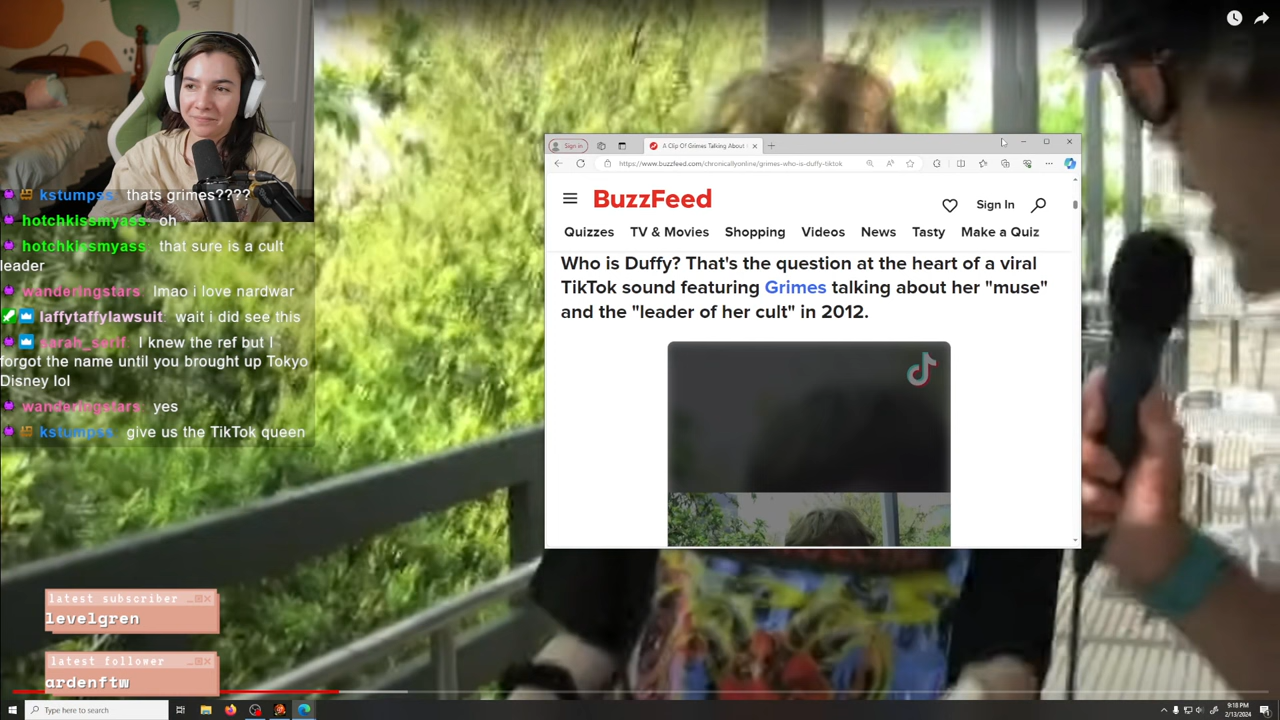 kstumpss thats grimes????
hotchkissmyass: oh
hotchkissmyass: that sure is a cult
leader
wanderingstars lmao i love nardwar
laffytaffylawsuit: wait i did see this
sarah_serif I knew the ref but I
forgot the name until you brought up Tokyo
Disney lol
wanderingstars yes
kstumpss give us the TikTok queen
latest subscriber
levelgren
latest follower
ardenftw
Sign in
A Clip Of Grimes Talking About
https://www.buzzfeed.com/chronicallyonline/grimes-who-is-duffy-tiktok
BuzzFeed
Sign In
Quizzes TV & Movies Shopping Videos News Tasty Make a Quiz
Who is Duffy? That's the question at the heart of a viral
TikTok sound featuring Grimes talking about her "muse"
and the "leader of her cult" in 2012.
Type here to search
9:18 PM
2/13/2024